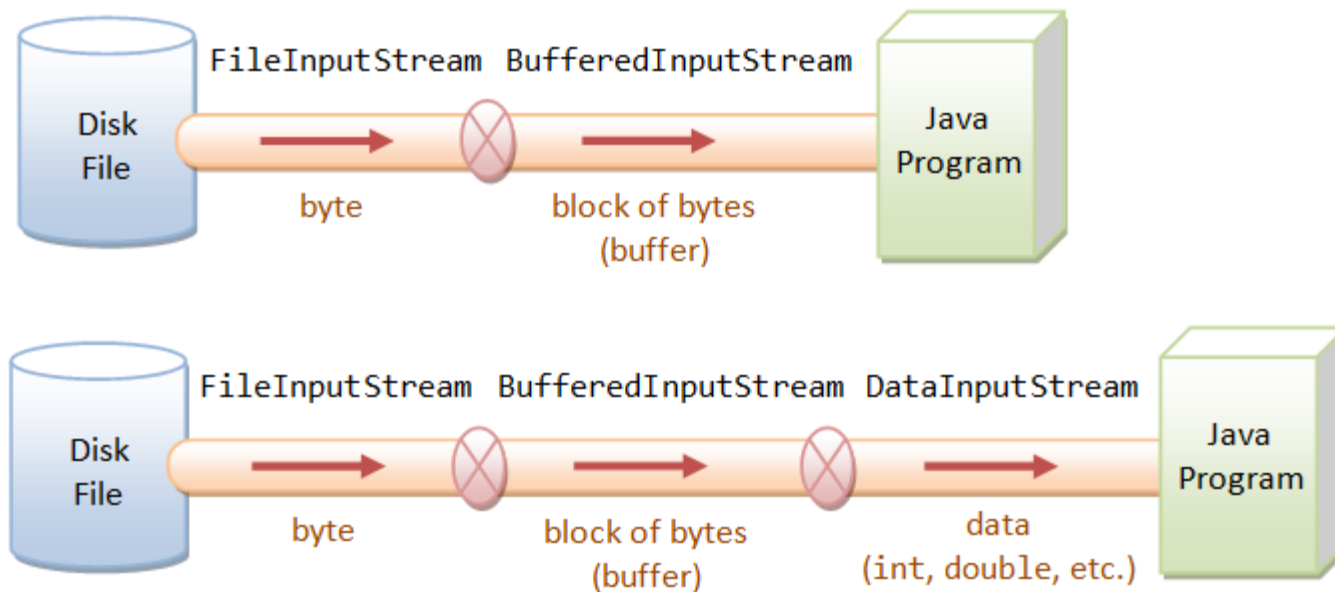 FileInputStream BufferedInputStream
Disk
File
Java
Program
byte
block of bytes
(buffer)
FileInputStream BufferedInputStream DataInputStream
Disk
File
Java
Program
byte
block of bytes
(buffer)
data
(int, double, etc.)